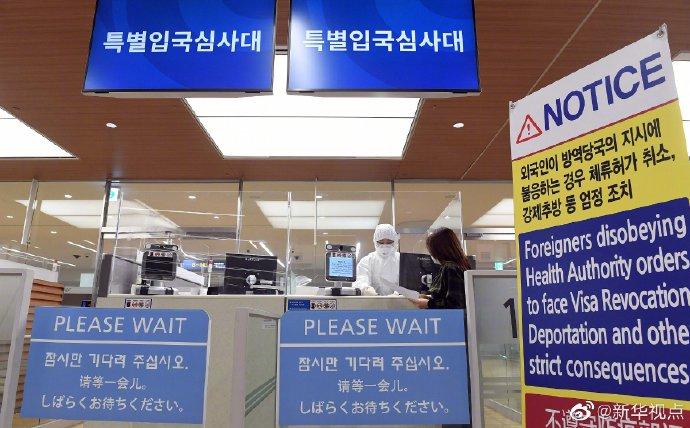 특별입국심사대
특별입국심사대
NOTICE
외국인이 방역당국의 지시에
불응하는 경우 체류허가 취소,
강제추방 등 엄정 조치
Foreigners disobeying
Health Authority orders
to face Visa Revocation
Deportation and other
strict consequences
PLEASE WAIT
잠시만 기다려 주십시오.
请等一会儿。
しばらくお待ちください。
PLEASE WAIT
잠시만 기다려 주십시오.
请等一会儿。
しばらくお待ちください。
@新华视点